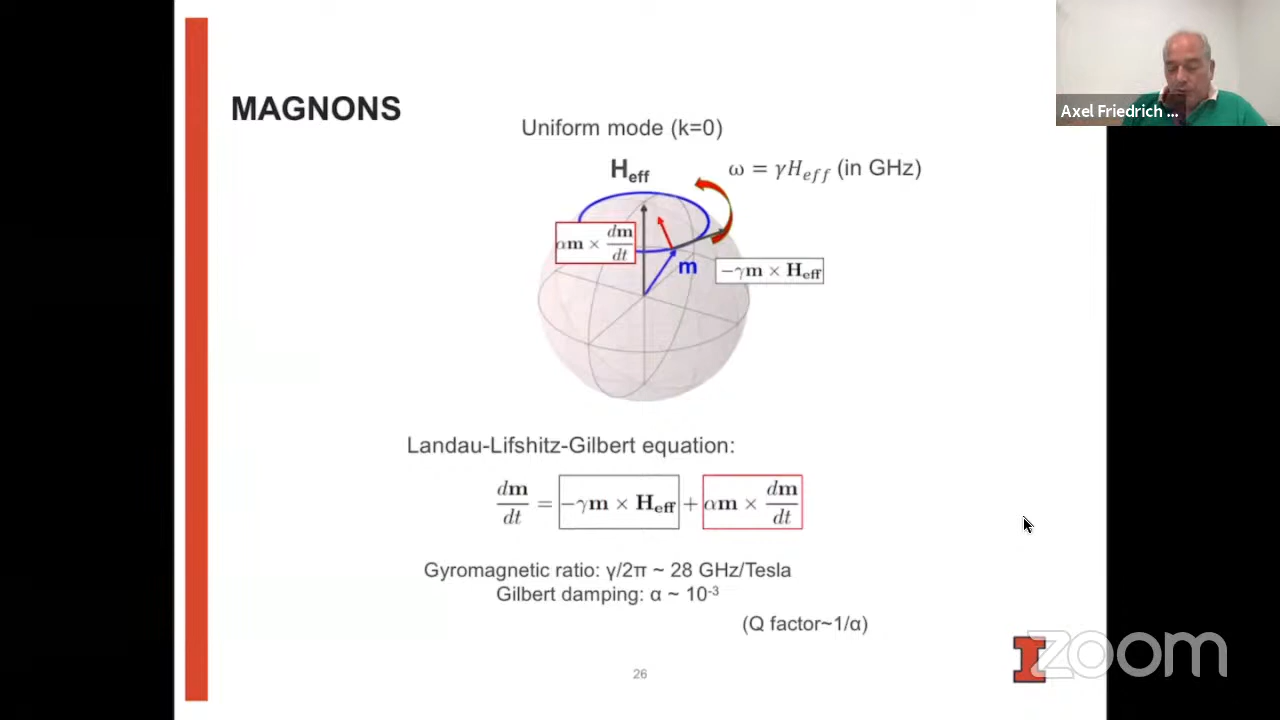 Axel Friedrich ...
MAGNONS
Uniform mode (k=0)
H_eff
ω = γH_eff (in GHz)
αm × dm/dt
m
−γm × H_eff
Landau-Lifshitz-Gilbert equation:
dm/dt = −γm × H_eff + αm × dm/dt
Gyromagnetic ratio: γ/2π ~ 28 GHz/Tesla
Gilbert damping: α ~ 10⁻³
(Q factor~1/α)
26
I
zoom